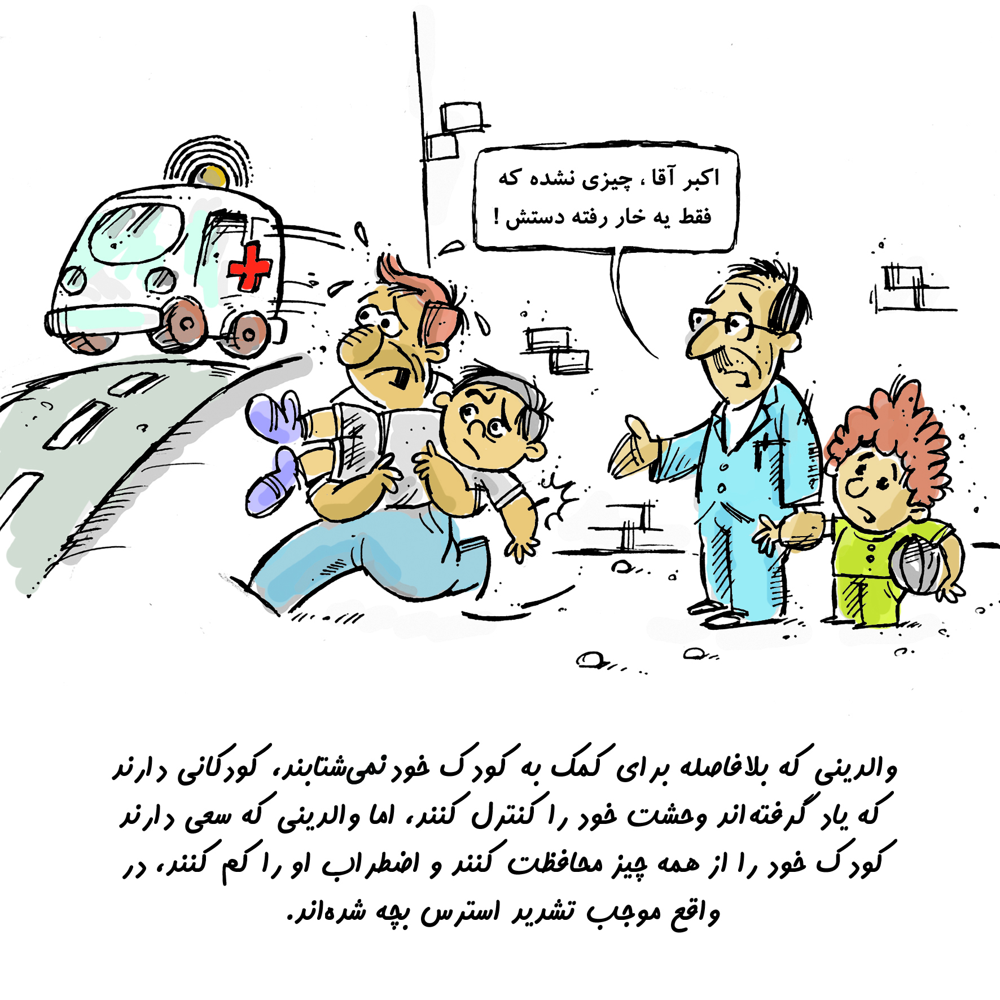 اکبر آقا، چیزی نشده که
فقط یه خار رفته دستش!
والدینی که بلافاصله برای کمک به کودک خود نمی‌شتابند، کودکانی دارند
که یاد گرفته‌اند وحشت خود را کنترل کنند، اما والدینی که سعی دارند
کودک خود را از همه چیز محافظت کنند و اضطراب او را کم کنند، در
واقع موجب تشدید استرس بچه شده‌اند.